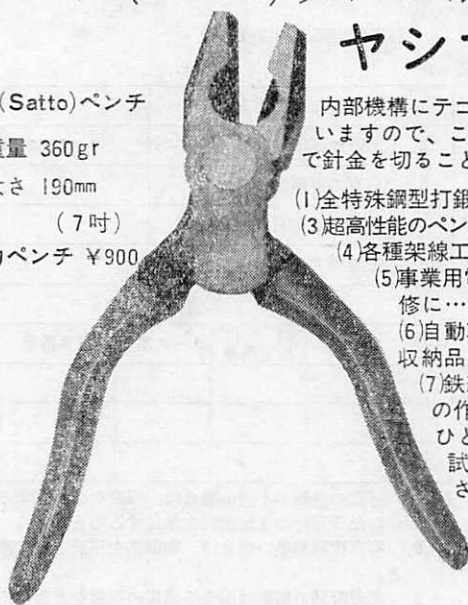 ヤシ
(Satto)ペンチ
重量 360gr
大さ 190mm
(7吋)
ペンチ ¥900
内部機構にテコ
いますので、こ
で針金を切ること
(1)全特殊鋼型打鍛
(3)超高性能のペン
(4)各種架線工
(5)事業用
修に…
(6)自動
収納品
(7)鉄
の作
ひと
試
さ